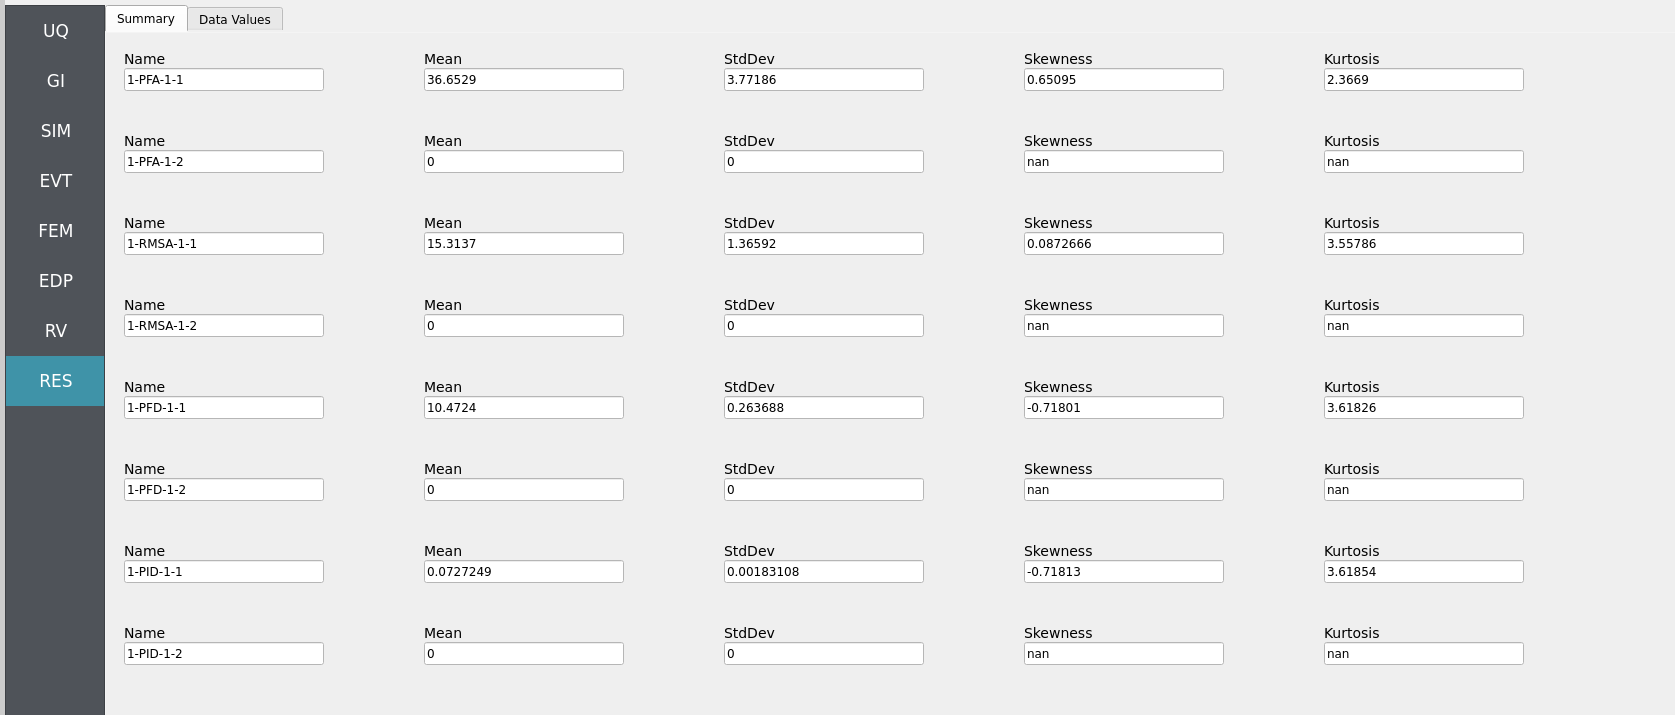 UQ
GI
SIM
EVT
FEM
EDP
RV
RES
Summary Data Values
Name Mean StdDev Skewness Kurtosis
1-PFA-1-1 36.6529 3.77186 0.65095 2.3669
Name Mean StdDev Skewness Kurtosis
1-PFA-1-2 0 0 nan nan
Name Mean StdDev Skewness Kurtosis
1-RMSA-1-1 15.3137 1.36592 0.0872666 3.55786
Name Mean StdDev Skewness Kurtosis
1-RMSA-1-2 0 0 nan nan
Name Mean StdDev Skewness Kurtosis
1-PFD-1-1 10.4724 0.263688 -0.71801 3.61826
Name Mean StdDev Skewness Kurtosis
1-PFD-1-2 0 0 nan nan
Name Mean StdDev Skewness Kurtosis
1-PID-1-1 0.0727249 0.00183108 -0.71813 3.61854
Name Mean StdDev Skewness Kurtosis
1-PID-1-2 0 0 nan nan